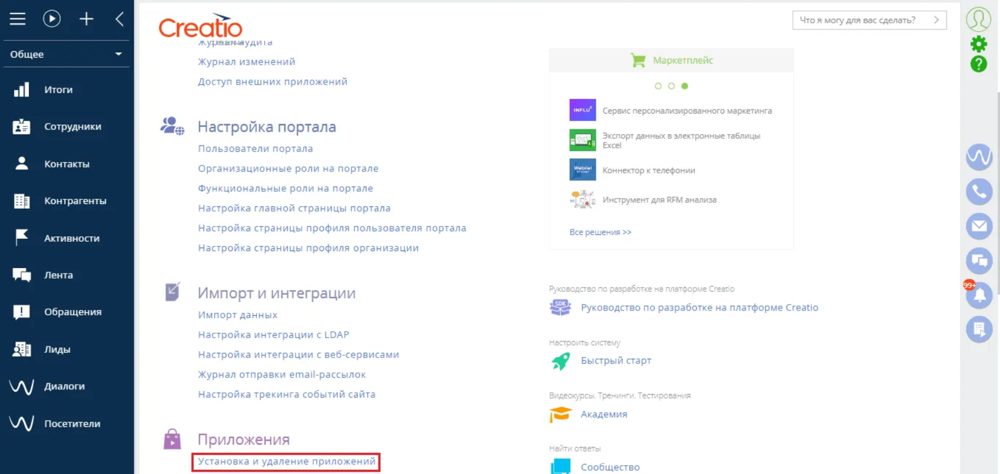 Общее
Итоги
Сотрудники
Контакты
Контрагенты
Активности
Лента
Обращения
Лиды
Диалоги
Посетители
Creatio
Журнал аудита
Журнал изменений
Доступ внешних приложений
Настройка портала
Пользователи портала
Организационные роли на портале
Функциональные роли на портале
Настройка главной страницы портала
Настройка страницы профиля пользователя портала
Настройка страницы профиля организации
Импорт и интеграции
Импорт данных
Настройка интеграции с LDAP
Настройка интеграции с веб-сервисами
Журнал отправки email-рассылок
Настройка трекинга событий сайта
Приложения
Установка и удаление приложений
Что я могу для вас сделать?
Маркетплейс
INFLU2
Сервис персонализированного маркетинга
Экспорт данных в электронные таблицы
Excel
Webitel
Коннектор к телефонии
Инструмент для RFM анализа
Все решения >>
Руководство по разработке на платформе Creatio
SDK
Руководство по разработке на платформе Creatio
Настроить систему
Быстрый старт
Видеокурсы. Тренинги. Тестирования
Академия
Найти ответы
Сообщество
?
99+